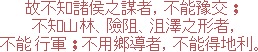 故不知諸侯之謀者，不能豫交；
不知山林、險阻、沮澤之形者，
不能行軍；不用鄉導者，不能得地利。